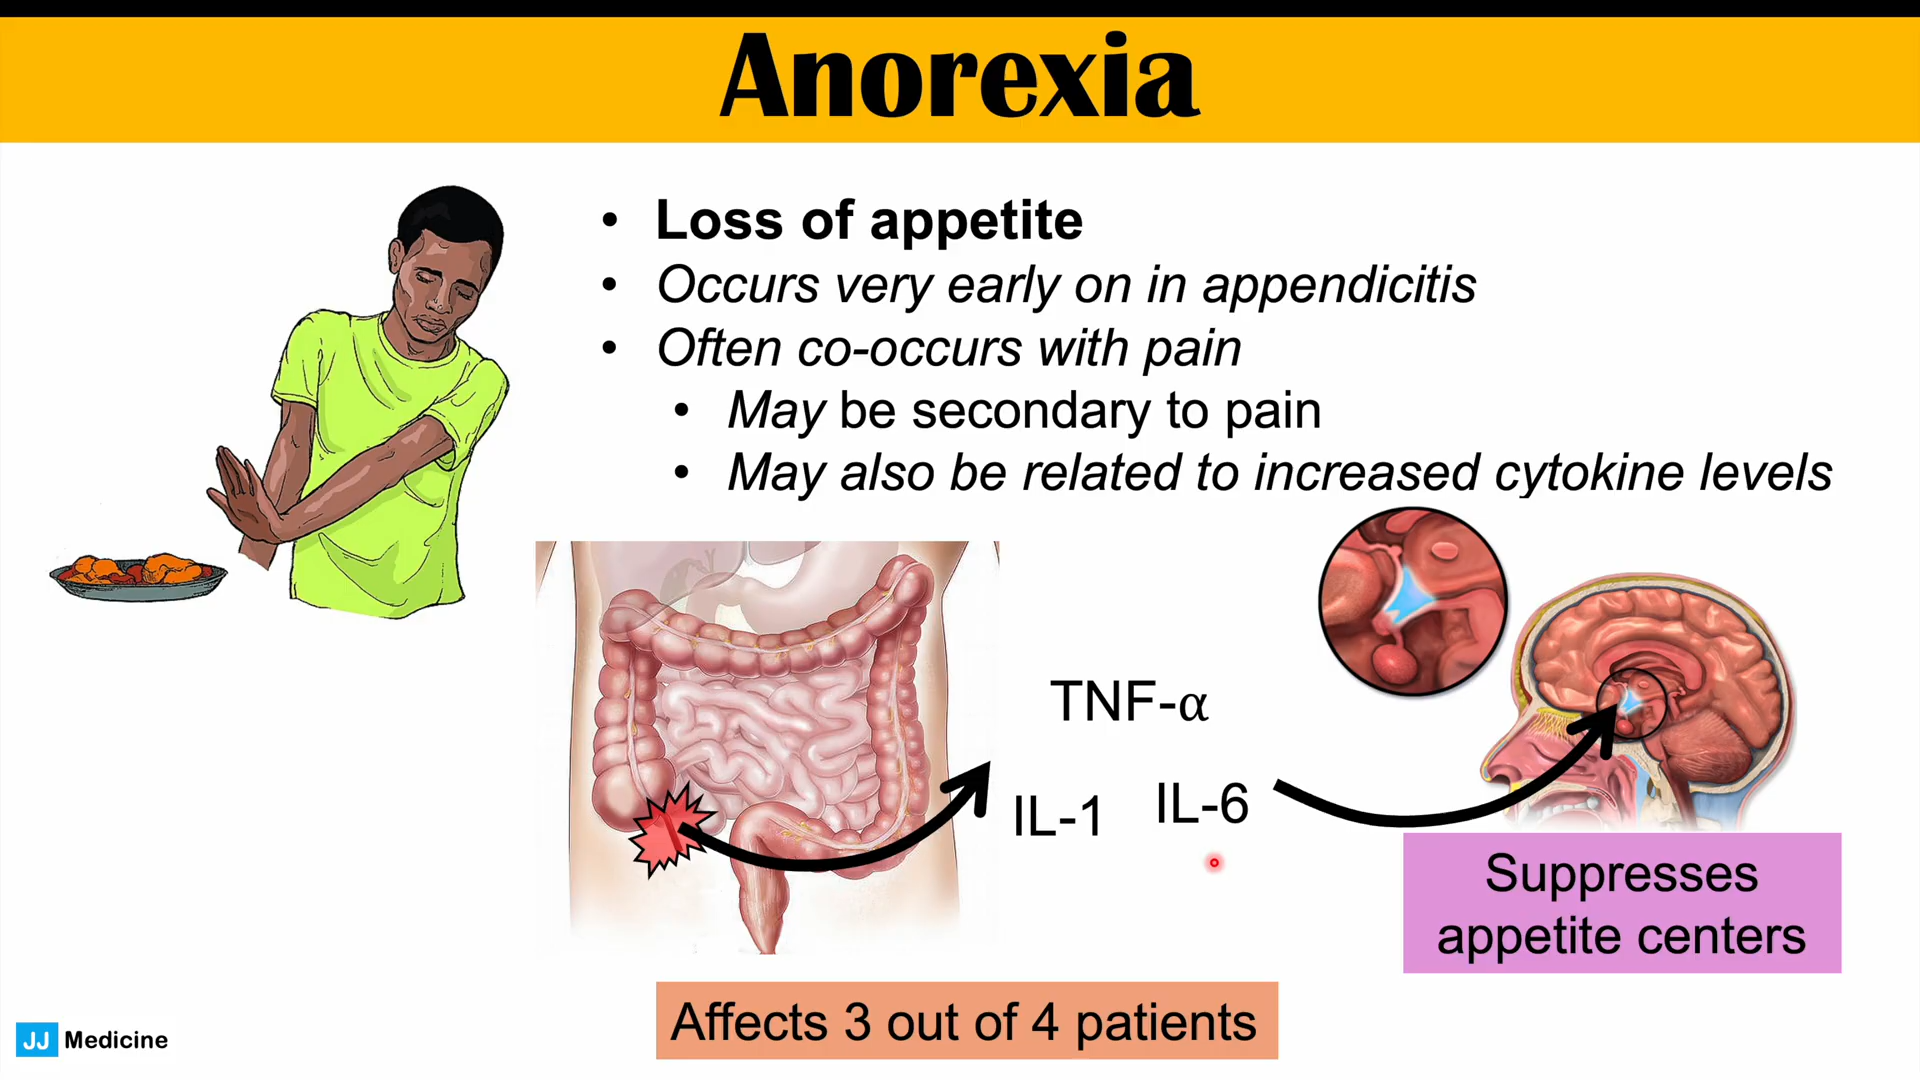 Anorexia
• Loss of appetite
• Occurs very early on in appendicitis
• Often co-occurs with pain
• May be secondary to pain
• May also be related to increased cytokine levels
TNF-α
IL-1 IL-6
Suppresses
appetite centers
Affects 3 out of 4 patients
JJ Medicine